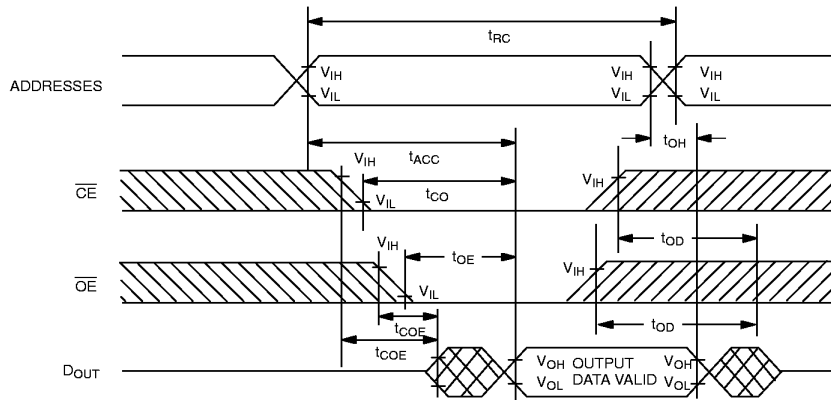 tRC
ADDRESSES
VIH
VIL
VIH
VIL
VIH
VIL
tOH
tACC
CE
VIH
VIL
tCO
VIH
tOD
OE
VIH
VIL
tOE
VIH
tOD
tCOE
tCOE
DOUT
VOH
VOL
OUTPUT
DATA VALID
VOH
VOL